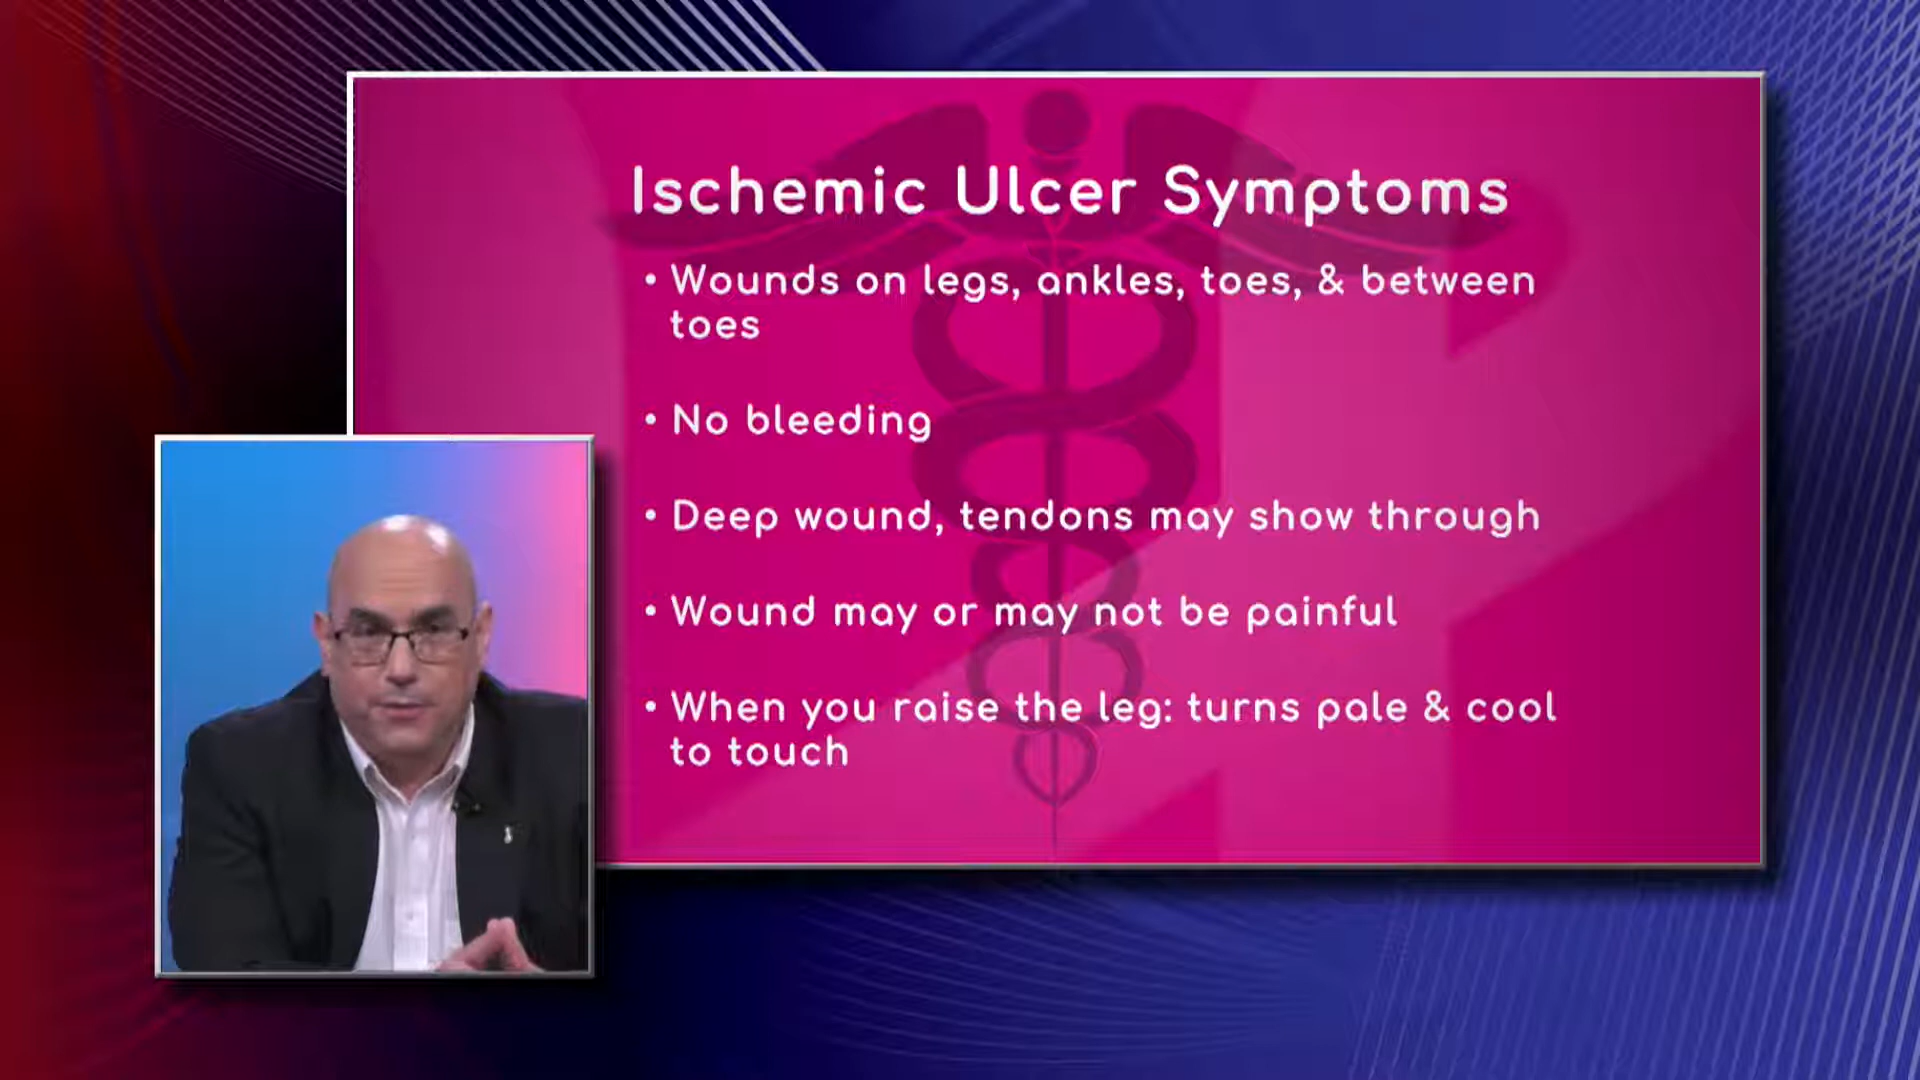 Ischemic Ulcer Symptoms
• Wounds on legs, ankles, toes, & between
toes
• No bleeding
• Deep wound, tendons may show through
• Wound may or may not be painful
• When you raise the leg: turns pale & cool
to touch